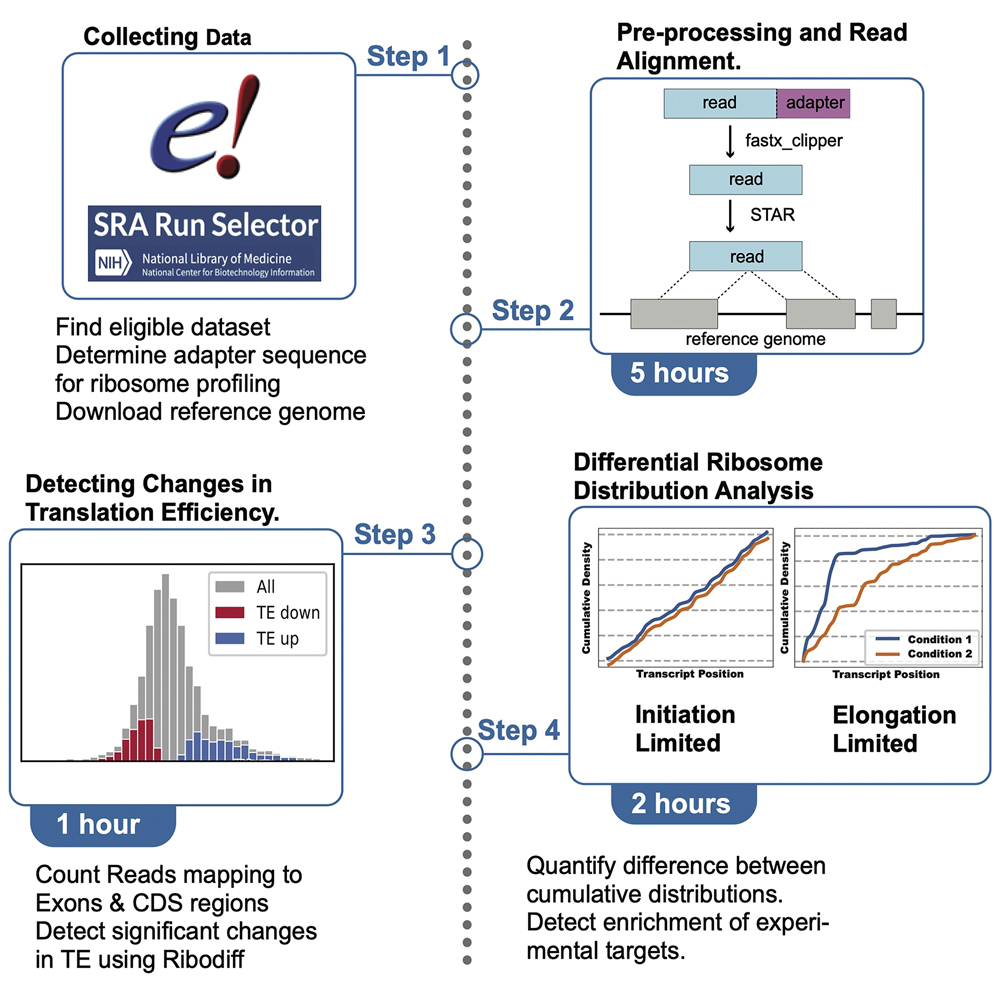 Collecting Data
Step 1
e!
SRA Run Selector
NIH
National Library of Medicine
National Center for Biotechnology Information
Find eligible dataset
Determine adapter sequence
for ribosome profiling
Download reference genome
Pre-processing and Read
Alignment.
Step 2
read
adapter
fastx_clipper
read
STAR
read
reference genome
5 hours
Detecting Changes in
Translation Efficiency.
Step 3
All
TE down
TE up
1 hour
Count Reads mapping to
Exons & CDS regions
Detect significant changes
in TE using Ribodiff
Differential Ribosome
Distribution Analysis
Step 4
Cumulative Density
Transcript Position
Cumulative Density
Condition 1
Condition 2
Transcript Position
Initiation
Limited
Elongation
Limited
2 hours
Quantify difference between
cumulative distributions.
Detect enrichment of experi-
mental targets.